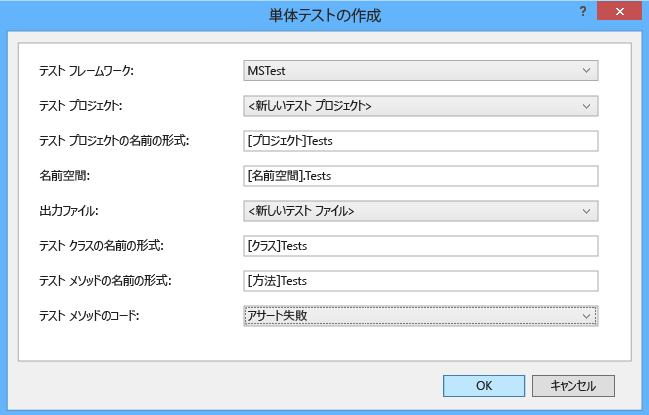 単体テストの作成
?
テスト フレームワーク: MSTest
テスト プロジェクト: <新しいテスト プロジェクト>
テスト プロジェクトの名前の形式: [プロジェクト]Tests
名前空間: [名前空間].Tests
出力ファイル: <新しいテスト ファイル>
テスト クラスの名前の形式: [クラス]Tests
テスト メソッドの名前の形式: [方法]Tests
テスト メソッドのコード: アサート失敗
OK キャンセル